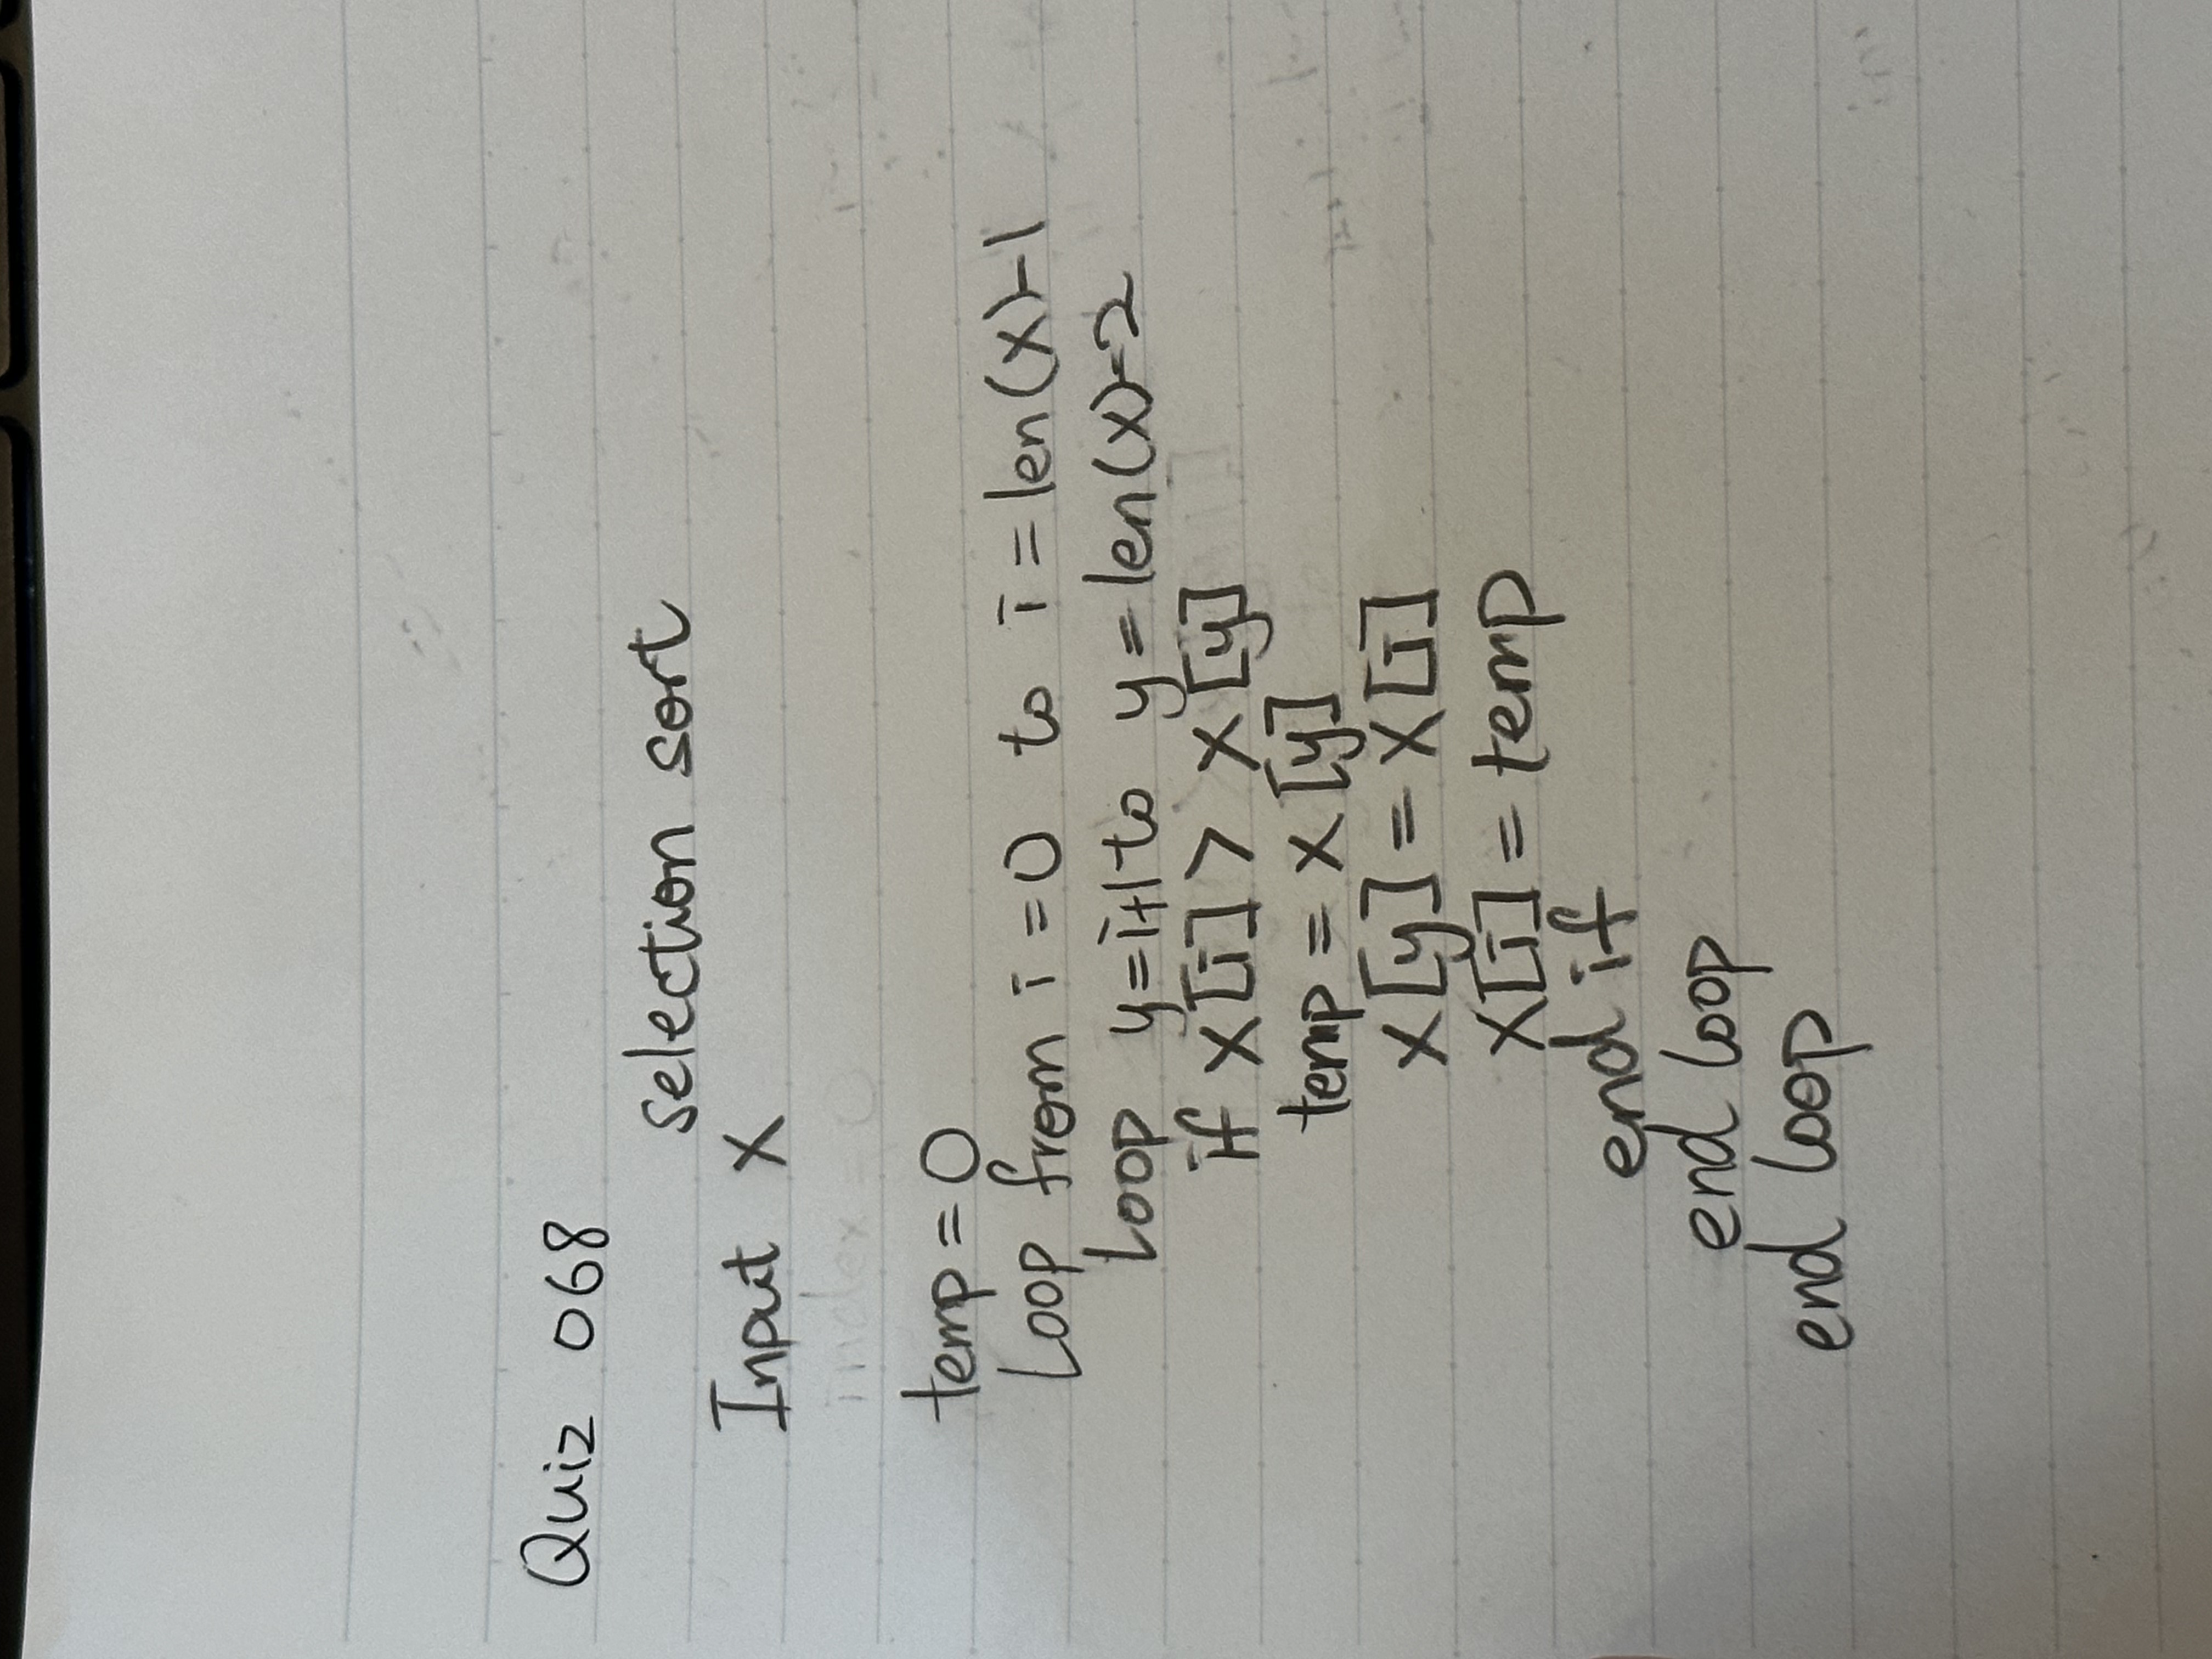 Quiz 068
selection sort
Input X
index = 0
temp = 0
Loop from i = 0 to i = len(X)-1
Loop y=i+1 to y = len(X)-2
if X[i] > X[y]
temp = X[y]
X[y] = X[i]
X[i] = temp
end if
end loop
end loop